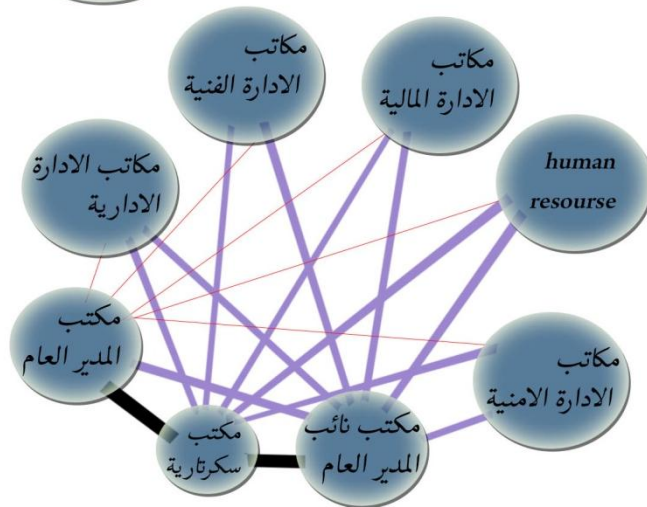 مكاتب
الادارة الفنية
مكاتب
الادارة المالية
human
resourse
مكاتب الادارة
الادارية
مكتب
المدير العام
مكاتب
الادارة الامنية
مكتب
سكرتارية
مكتب نائب
المدير العام